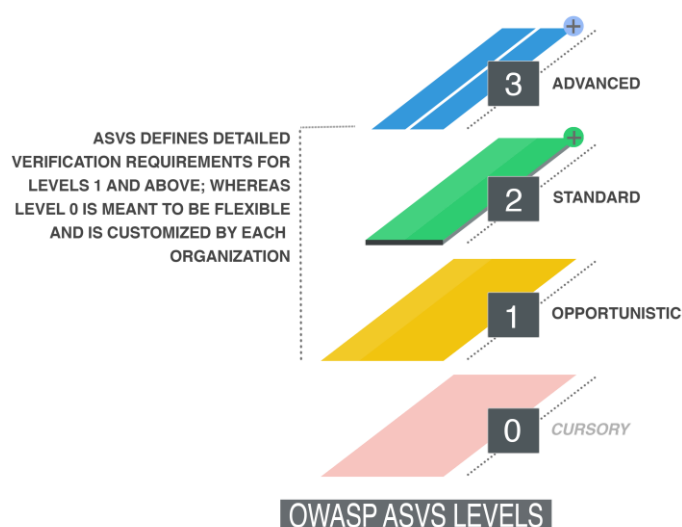 3 ADVANCED
ASVS DEFINES DETAILED
VERIFICATION REQUIREMENTS FOR
LEVELS 1 AND ABOVE; WHEREAS
LEVEL 0 IS MEANT TO BE FLEXIBLE
AND IS CUSTOMIZED BY EACH
ORGANIZATION
2 STANDARD
1 OPPORTUNISTIC
0 CURSORY
OWASP ASVS LEVELS